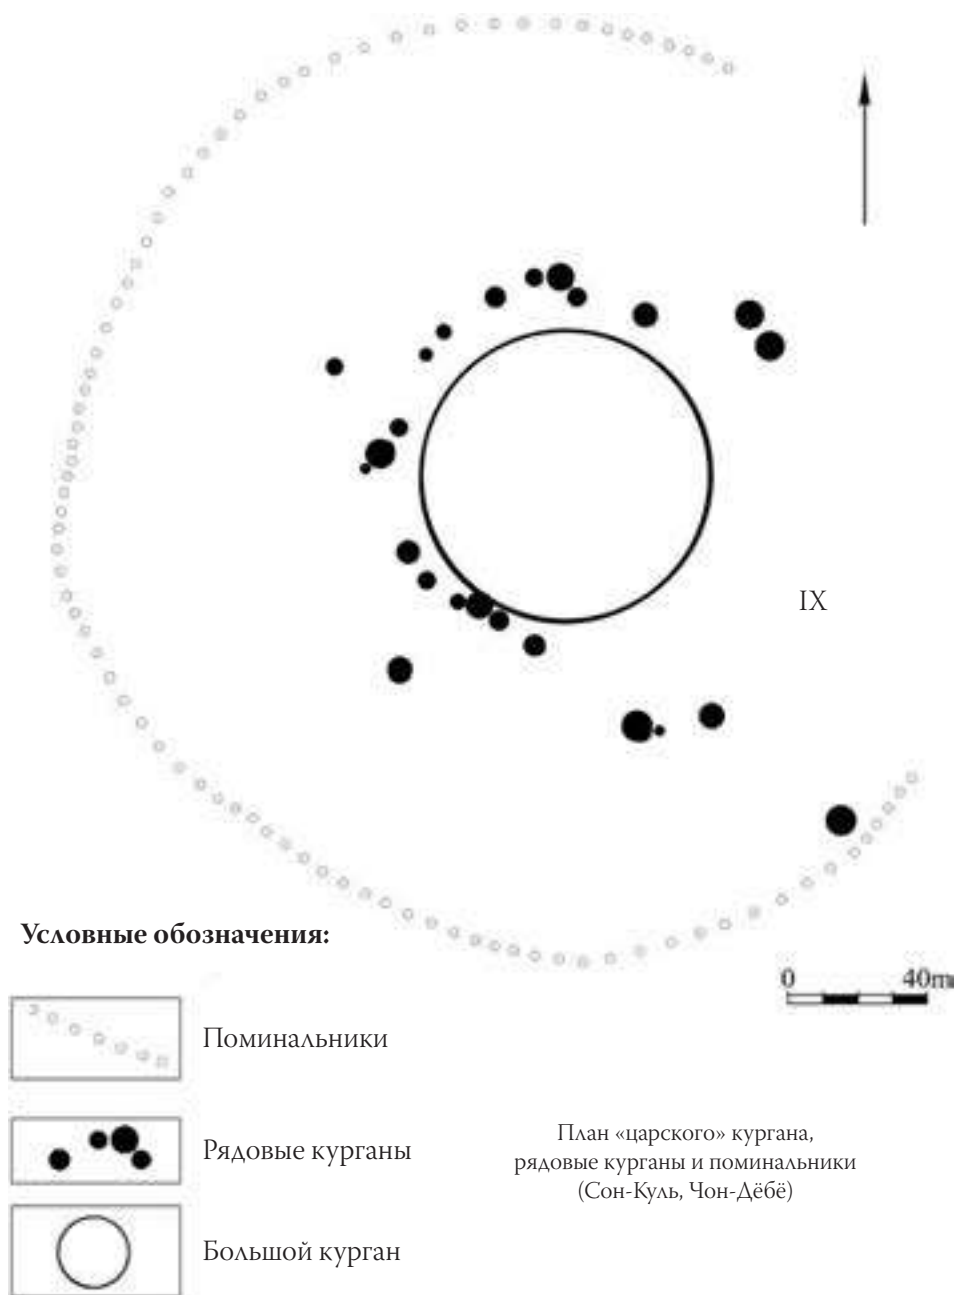 IX
Условные обозначения:
0 40m
Поминальники
Рядовые курганы
План «царского» кургана,
рядовые курганы и поминальники
(Сон-Куль, Чон-Дёбё)
Большой курган